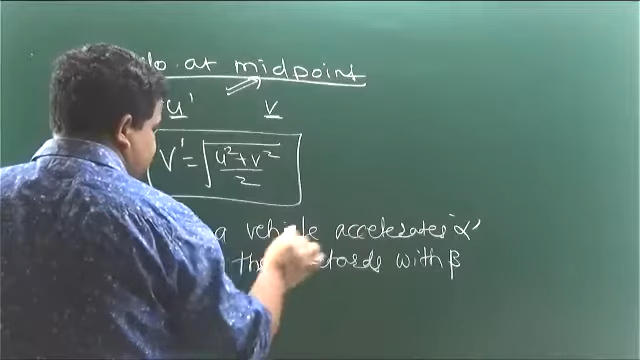 at midpoint
u' v
V' = √(u²+v²/2)
a vehicle accelerates 'α'
with β